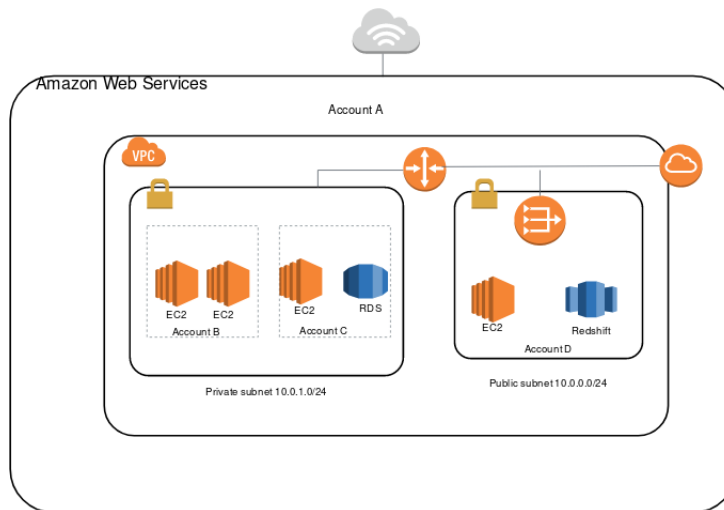 Amazon Web Services
Account A
VPC
EC2
EC2
Account B
EC2
RDS
Account C
EC2
Redshift
Account D
Private subnet 10.0.1.0/24
Public subnet 10.0.0.0/24